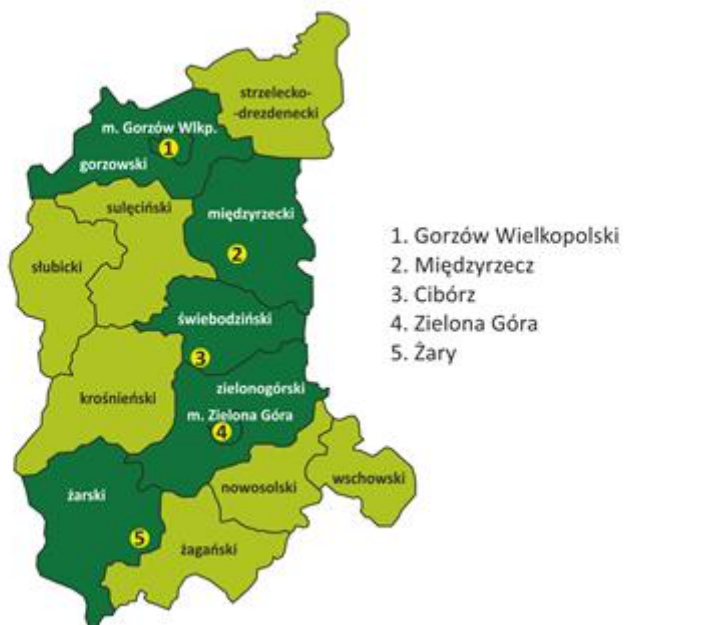 strzelecko-
-drezdenecki
m. Gorzów Wlkp.
1
gorzowski
sulęciński
międzyrzecki
2
słubicki
świebodziński
3
krośnieński
zielonogórski
m. Zielona Góra
4
żarski
nowosolski
wschowski
5
żagański
1. Gorzów Wielkopolski
2. Międzyrzecz
3. Cibórz
4. Zielona Góra
5. Żary